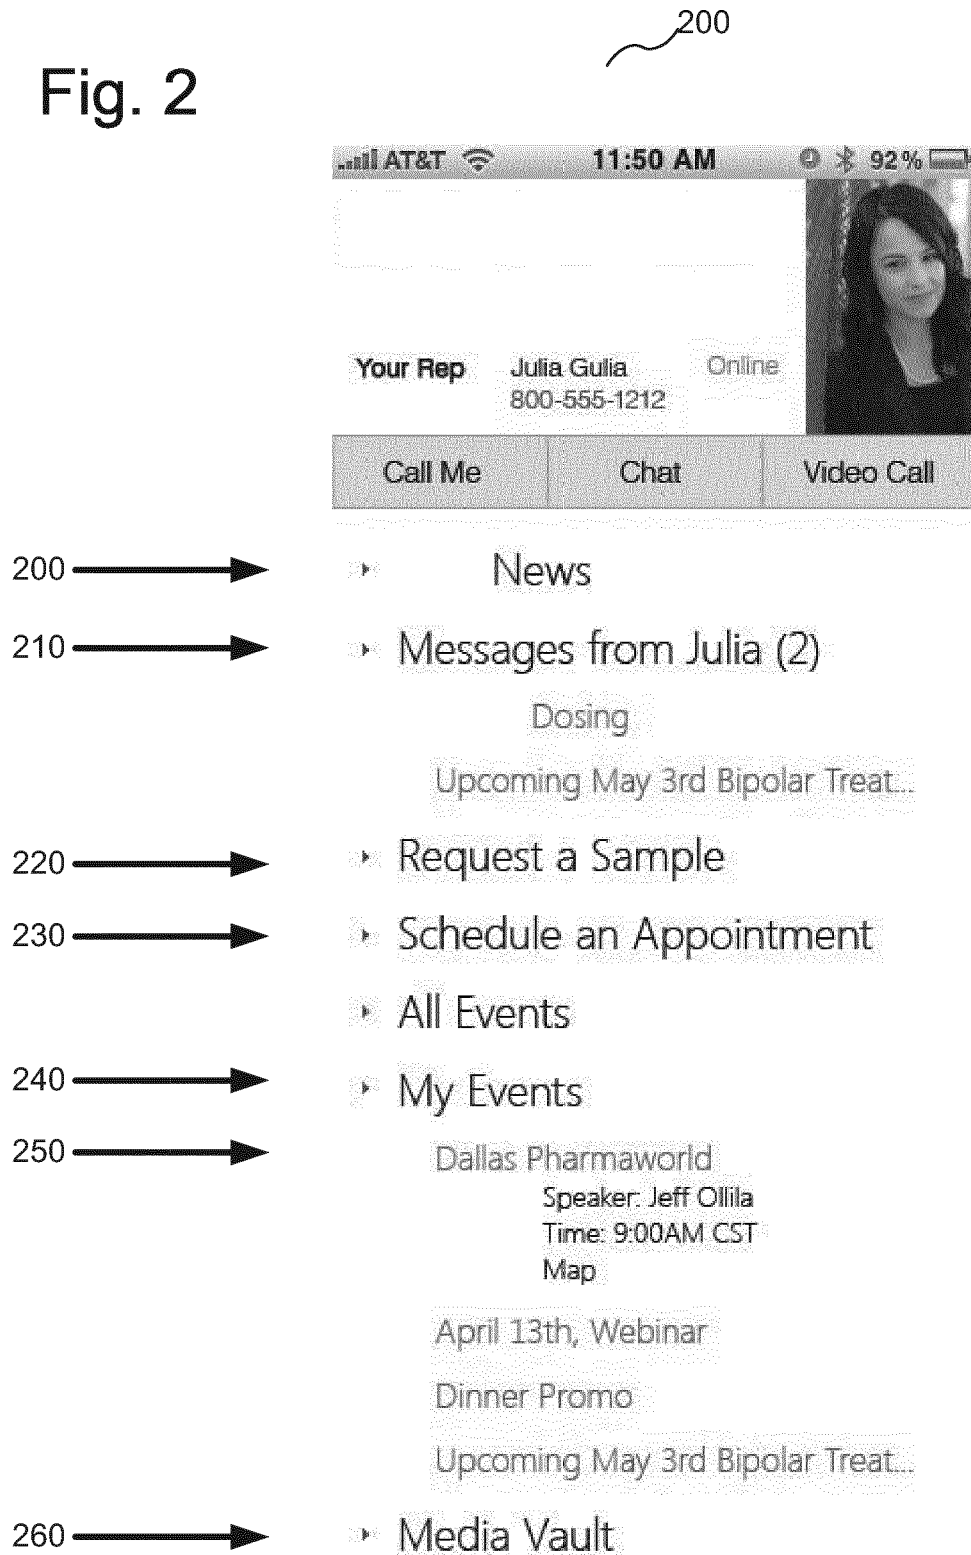 200
Fig. 2
AT&T 11:50 AM 92%
Your Rep Julia Gulia Online
800-555-1212
Call Me Chat Video Call
200 News
210 Messages from Julia (2)
Dosing
Upcoming May 3rd Bipolar Treat...
220 Request a Sample
230 Schedule an Appointment
All Events
240 My Events
250 Dallas Pharmaworld
Speaker: Jeff Ollila
Time: 9:00AM CST
Map
April 13th, Webinar
Dinner Promo
Upcoming May 3rd Bipolar Treat...
260 Media Vault